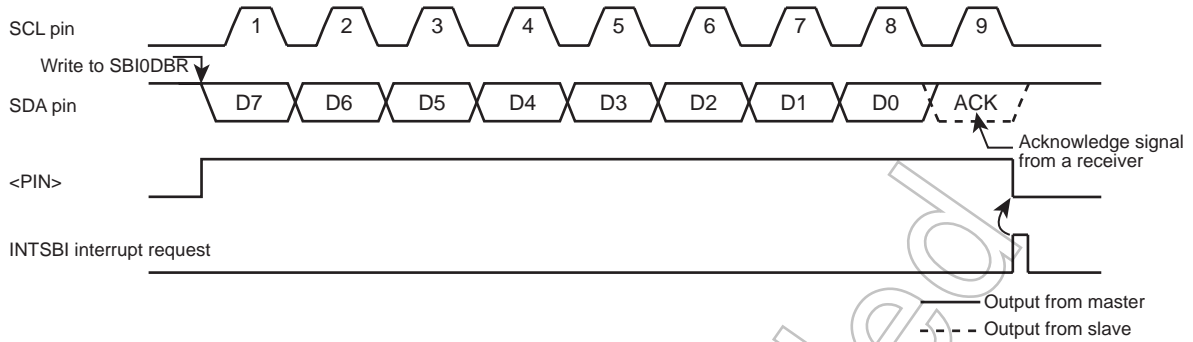 SCL pin 1 2 3 4 5 6 7 8 9
Write to SBI0DBR
SDA pin D7 D6 D5 D4 D3 D2 D1 D0 ACK
Acknowledge signal
from a receiver
<PIN>
INTSBI interrupt request
Output from master
Output from slave